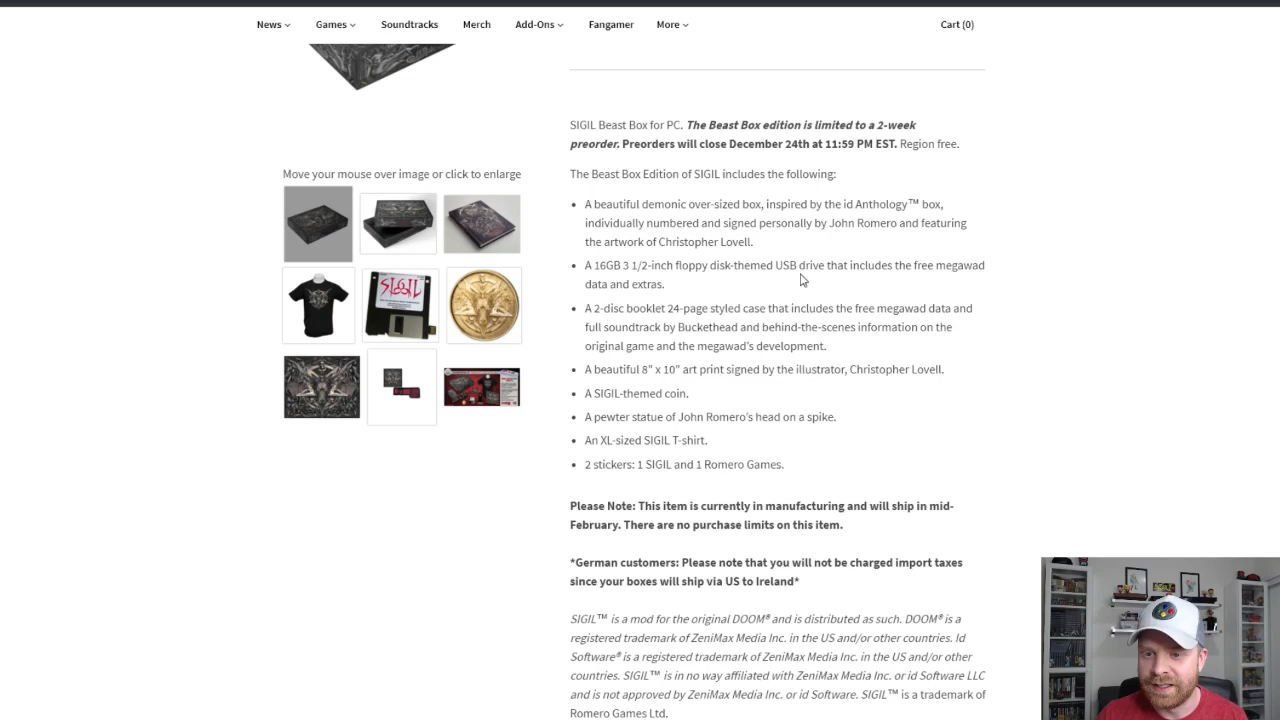 News Games Soundtracks Merch Add-Ons Fangamer More Cart (0)
SIGIL Beast Box for PC. The Beast Box edition is limited to a 2-week
preorder. Preorders will close December 24th at 11:59 PM EST. Region free.
Move your mouse over image or click to enlarge
The Beast Box Edition of SIGIL includes the following:
• A beautiful demonic over-sized box, inspired by the id Anthology™ box,
individually numbered and signed personally by John Romero and featuring
the artwork of Christopher Lovell.
• A 16GB 3 1/2-inch floppy disk-themed USB drive that includes the free megawad
data and extras.
• A 2-disc booklet 24-page styled case that includes the free megawad data and
full soundtrack by Buckethead and behind-the-scenes information on the
original game and the megawad's development.
• A beautiful 8" x 10" art print signed by the illustrator, Christopher Lovell.
• A SIGIL-themed coin.
• A pewter statue of John Romero's head on a spike.
• An XL-sized SIGIL T-shirt.
• 2 stickers: 1 SIGIL and 1 Romero Games.
SIGIL
Please Note: This item is currently in manufacturing and will ship in mid-
February. There are no purchase limits on this item.
*German customers: Please note that you will not be charged import taxes
since your boxes will ship via US to Ireland*
SIGIL™ is a mod for the original DOOM® and is distributed as such. DOOM® is a
registered trademark of ZeniMax Media Inc. in the US and/or other countries. Id
Software® is a registered trademark of ZeniMax Media Inc. in the US and/or other
countries. SIGIL™ is in no way affiliated with ZeniMax Media Inc. or id Software LLC
and is not approved by ZeniMax Media Inc. or id Software. SIGIL™ is a trademark of
Romero Games Ltd.